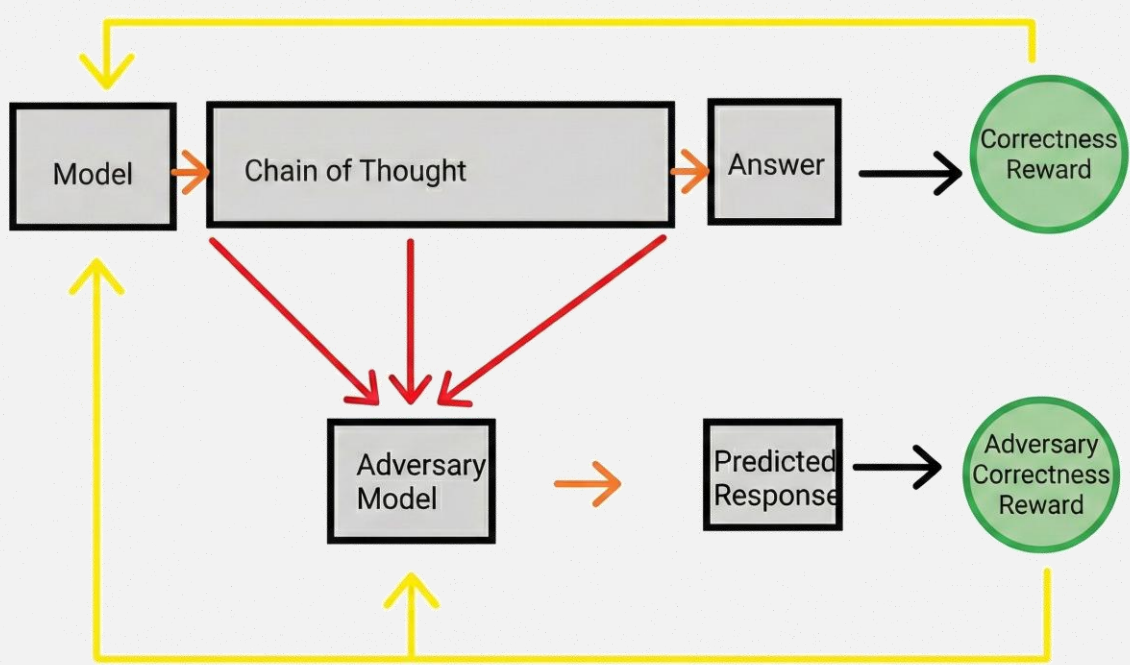 Model
Chain of Thought
Answer
Correctness
Reward
Adversary
Model
Predicted
Response
Adversary
Correctness
Reward